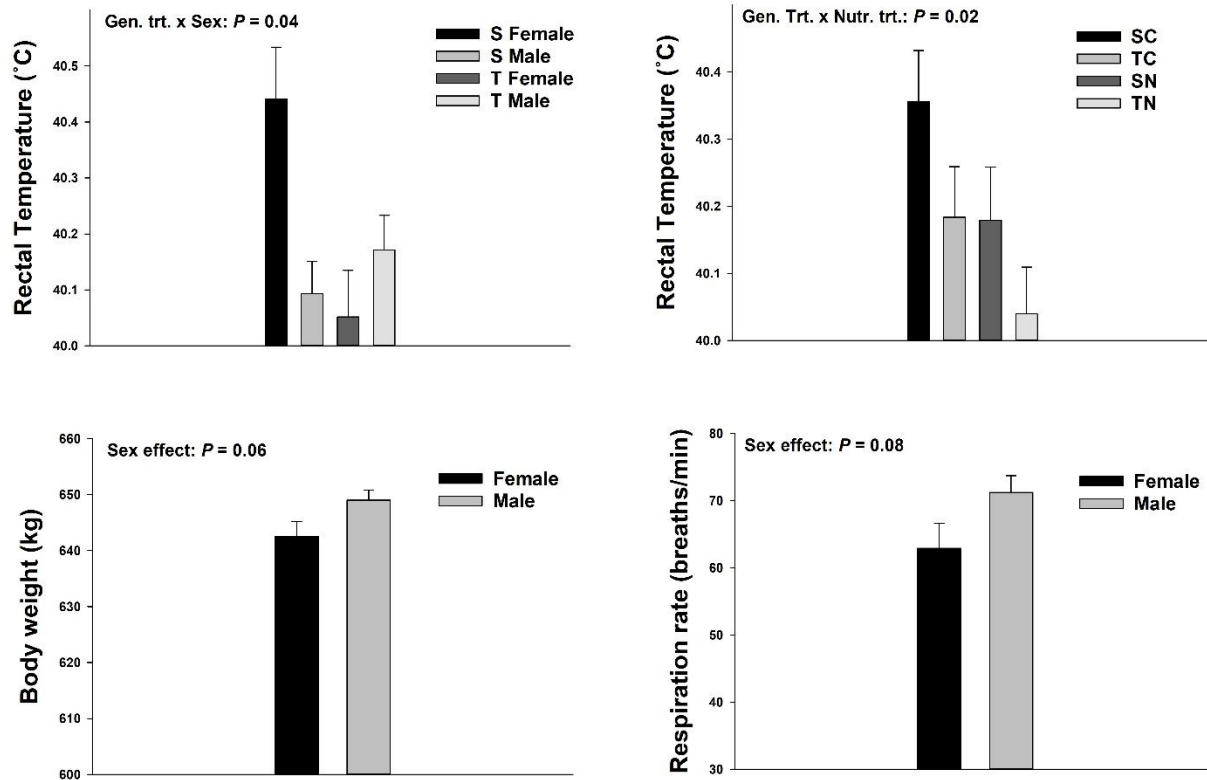 Gen. trt. x Sex: P = 0.04
S Female
S Male
T Female
T Male
Rectal Temperature (˚C)
40.5
40.4
40.3
40.2
40.1
40.0
Gen. Trt. x Nutr. trt.: P = 0.02
SC
TC
SN
TN
Rectal Temperature (˚C)
40.4
40.3
40.2
40.1
40.0
Sex effect: P = 0.06
Female
Male
Body weight (kg)
660
650
640
630
620
610
600
Sex effect: P = 0.08
Female
Male
Respiration rate (breaths/min)
80
70
60
50
40
30